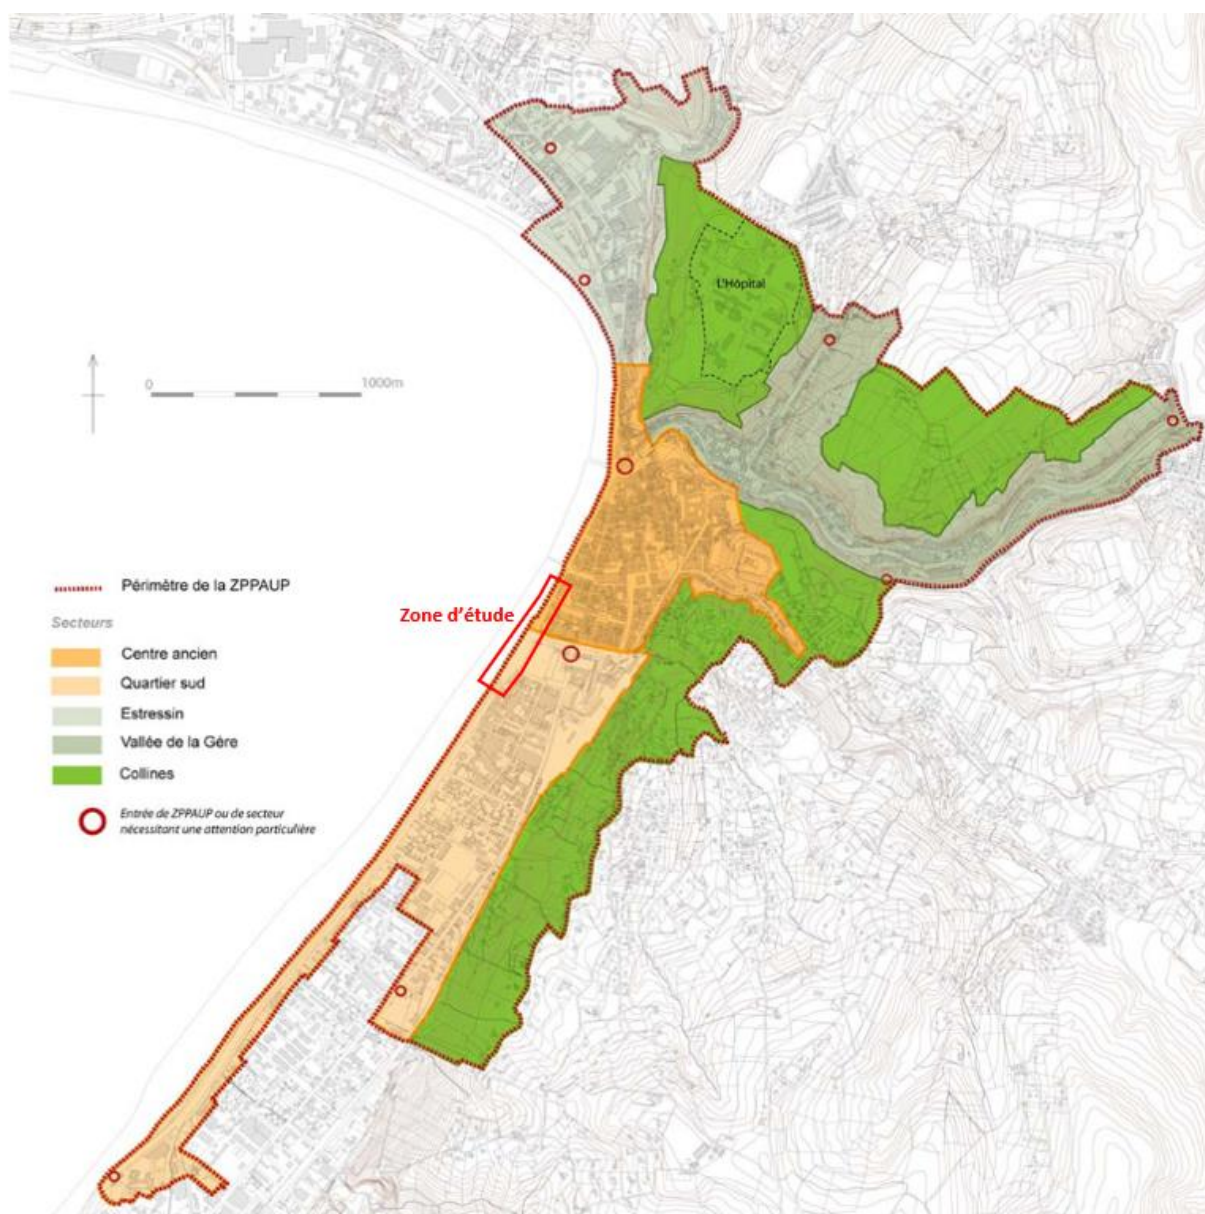 L'Hôpital
0
1000m
Zone d'étude
Périmètre de la ZPPAUP
Secteurs
Centre ancien
Quartier sud
Estressin
Vallée de la Gère
Collines
Entrée de ZPPAUP ou de secteur
nécessitant une attention particulière